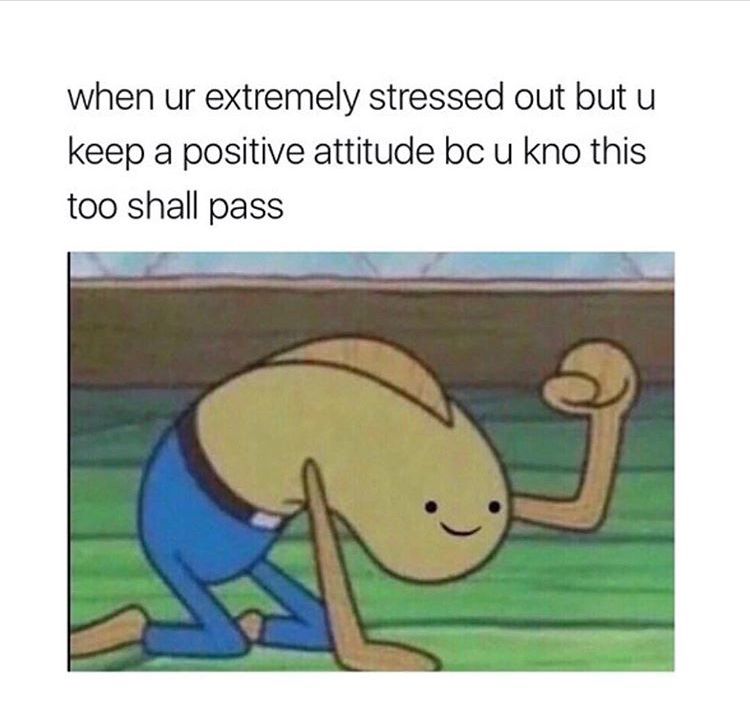 when ur extremely stressed out but u
keep a positive attitude bc u kno this
too shall pass